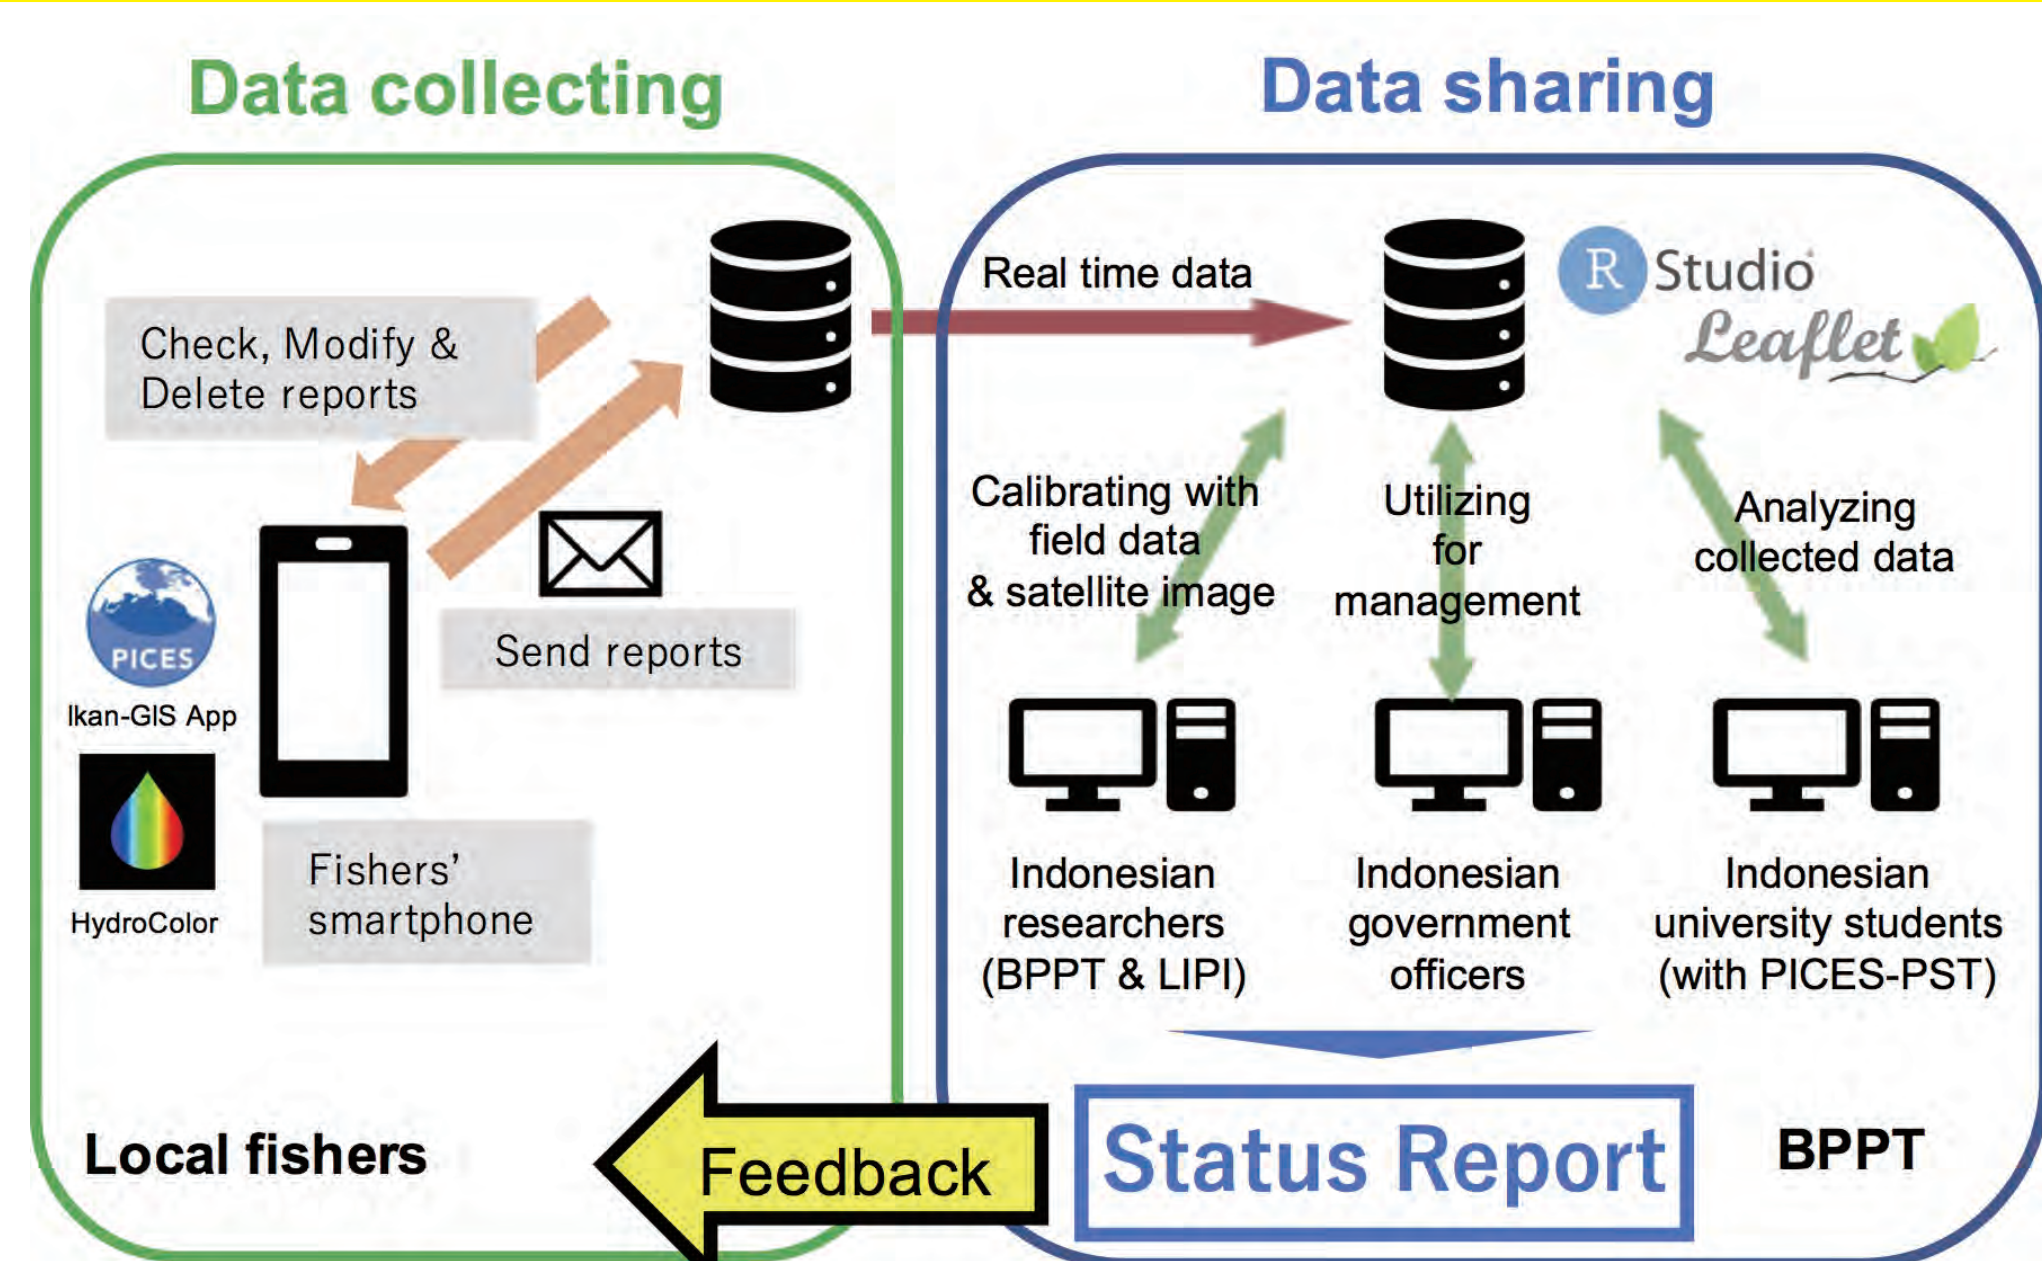 Data collecting
Data sharing
Real time data
R Studio
Leaflet
Check, Modify &
Delete reports
Send reports
PICES
Ikan-GIS App
HydroColor
Fishers’
smartphone
Local fishers
Calibrating with
field data
& satellite image
Utilizing
for
management
Analyzing
collected data
Indonesian
researchers
(BPPT & LIPI)
Indonesian
government
officers
Indonesian
university students
(with PICES-PST)
Feedback
Status Report
BPPT